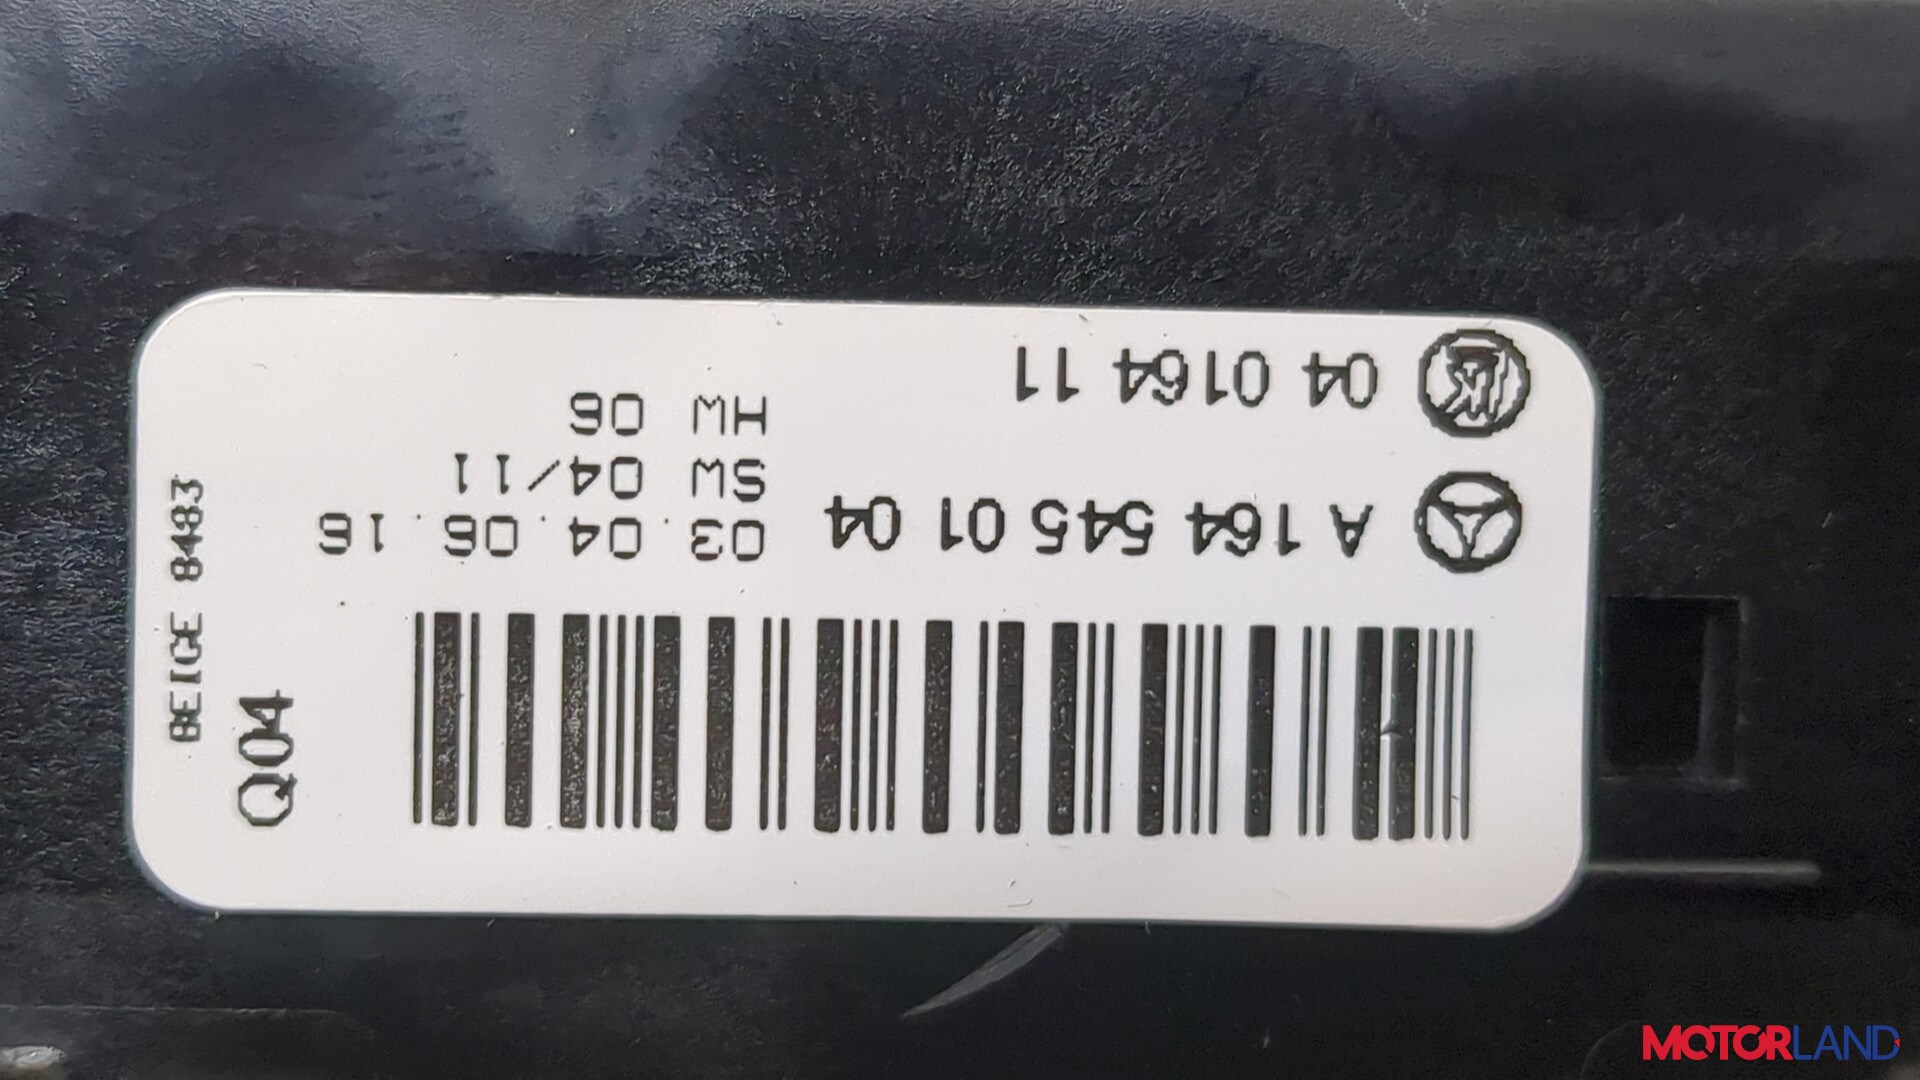 A 164 545 01 04
03. 04. 06. 16
SW 04/11
HW 06
04 0164 11
Q04
BEIGE 8483
MOTORLAND